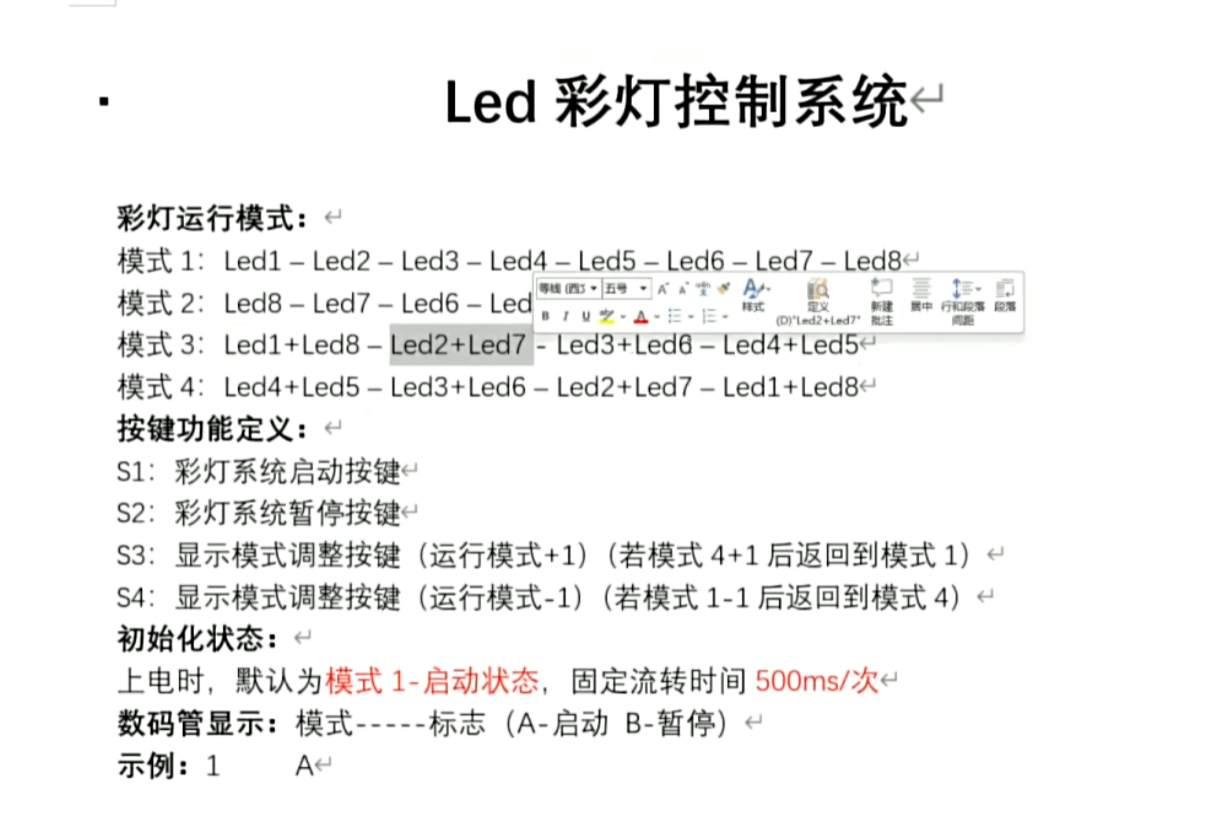 Led 彩灯控制系统
彩灯运行模式：
模式 1：Led1 – Led2 – Led3 – Led4 – Led5 – Led6 – Led7 – Led8
模式 2：Led8 – Led7 – Led6 – Led
等线 (西文 五号 A A 样式 定义 (D)"Led2+Led7" 新建批注 居中 行和段落间距 段落
B I U A
模式 3：Led1+Led8 – Led2+Led7 - Led3+Led6 – Led4+Led5
模式 4：Led4+Led5 – Led3+Led6 – Led2+Led7 – Led1+Led8
按键功能定义：
S1：彩灯系统启动按键
S2：彩灯系统暂停按键
S3：显示模式调整按键（运行模式+1）（若模式 4+1 后返回到模式 1）
S4：显示模式调整按键（运行模式-1）（若模式 1-1 后返回到模式 4）
初始化状态：
上电时，默认为模式 1-启动状态，固定流转时间 500ms/次
数码管显示：模式-----标志（A-启动 B-暂停）
示例：1 A